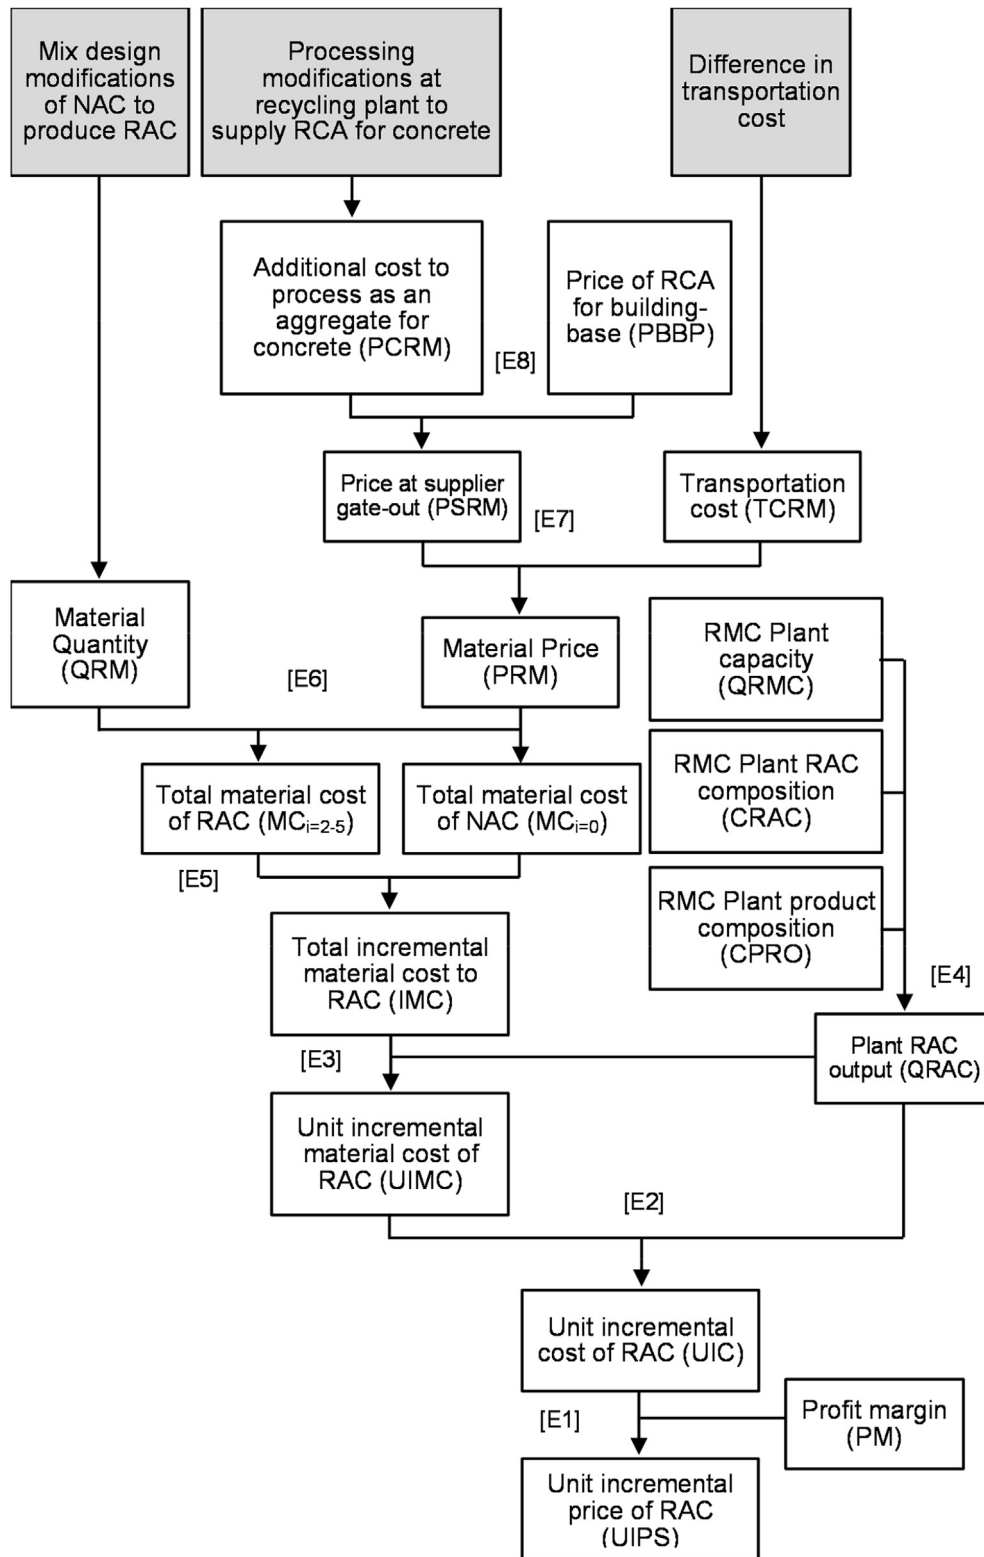 Mix design
modifications
of NAC to
produce RAC
Processing
modifications at
recycling plant to
supply RCA for concrete
Difference in
transportation
cost
Additional cost to
process as an
aggregate for
concrete (PCRM)
Price of RCA
for building-
base (PBBP)
[E8]
Price at supplier
gate-out (PSRM)
[E7]
Transportation
cost (TCRM)
Material
Quantity
(QRM)
[E6]
Material Price
(PRM)
RMC Plant
capacity
(QRMC)
Total material cost
of RAC (MCi=2-5)
Total material cost
of NAC (MCi=0)
RMC Plant RAC
composition
(CRAC)
[E5]
RMC Plant product
composition
(CPRO)
Total incremental
material cost to
RAC (IMC)
[E4]
[E3]
Plant RAC
output (QRAC)
Unit incremental
material cost of
RAC (UIMC)
[E2]
Unit incremental
cost of RAC (UIC)
[E1]
Profit margin
(PM)
Unit incremental
price of RAC
(UIPS)